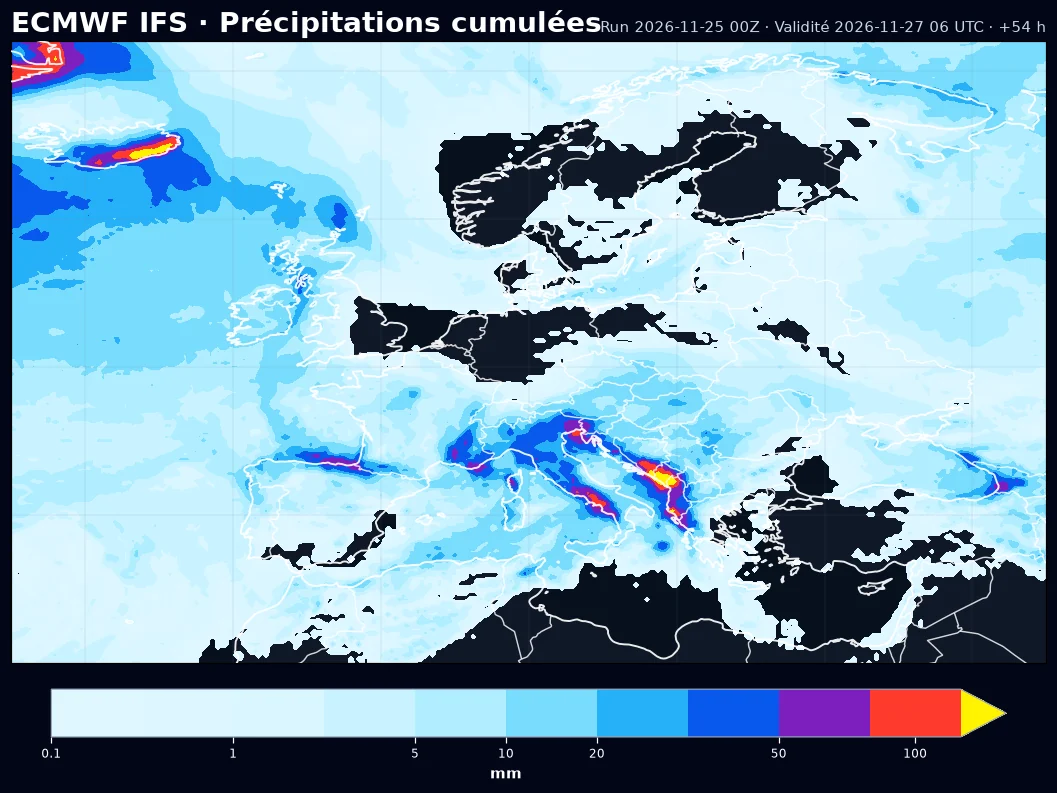 ECMWF IFS · Précipitations cumulées
Run 2026-11-25 00Z · Validité 2026-11-27 06 UTC · +54 h
0.1 1 5 10 20 50 100
mm